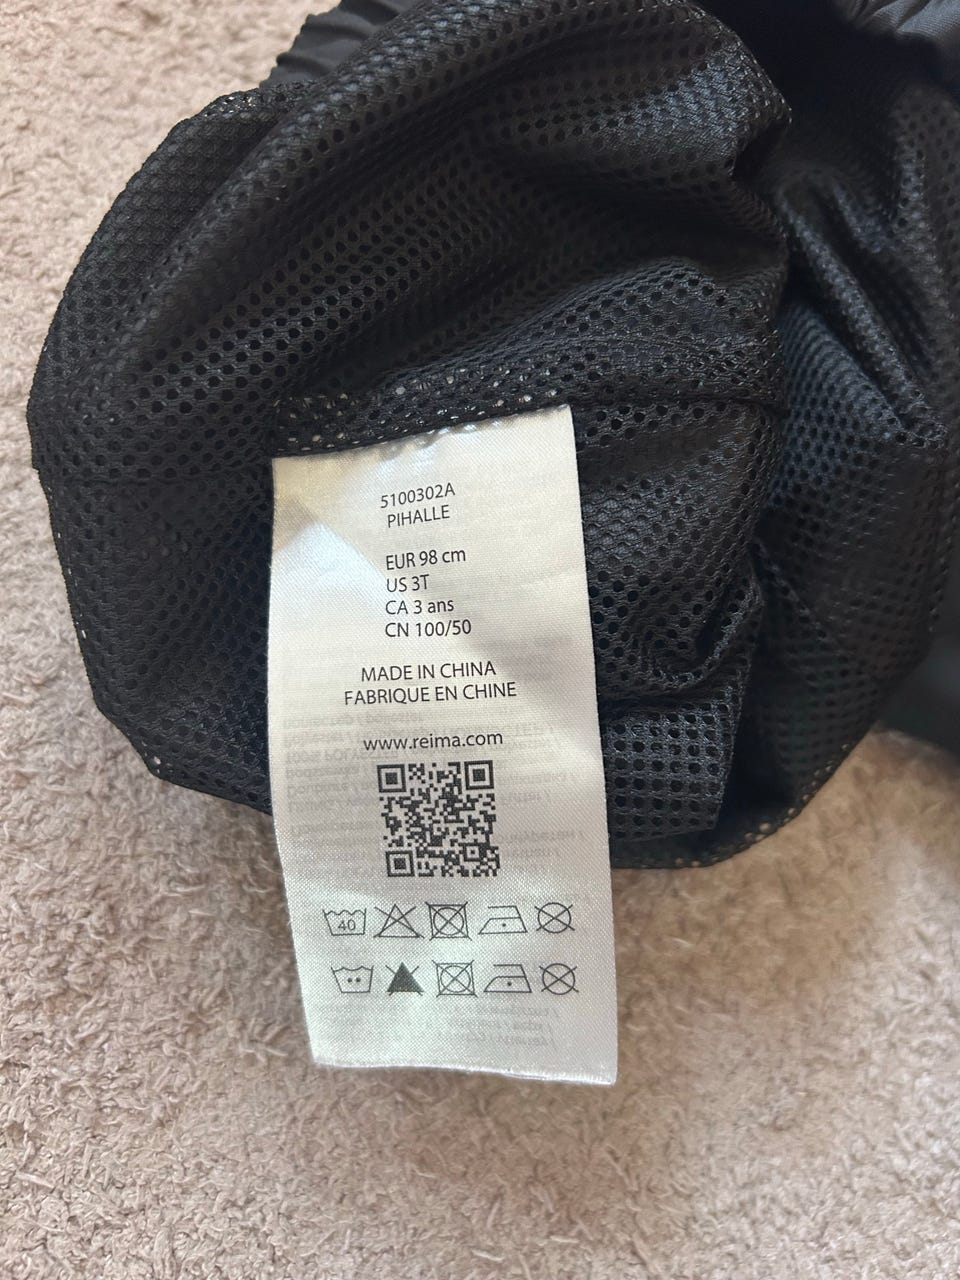 5100302A
PIHALLE
EUR 98 cm
US 3T
CA 3 ans
CN 100/50
MADE IN CHINA
FABRIQUE EN CHINE
www.reima.com
40